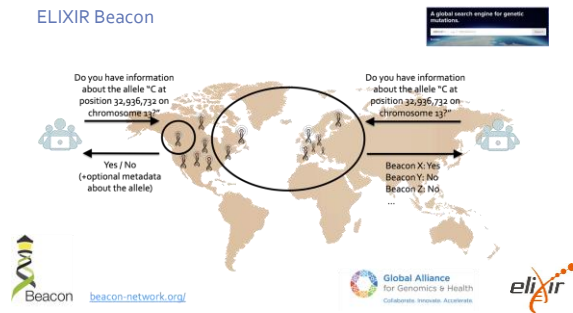 ELIXIR Beacon
A global search engine for genetic
mutations.
Do you have information
about the allele "C at
position 32,936,732 on
chromosome 13?"
Do you have information
about the allele "C at
position 32,936,732 on
chromosome 13?"
Yes / No
(+optional metadata
about the allele)
Beacon X: Yes
Beacon Y: No
Beacon Z: No
...
Beacon
beacon-network.org/
Global Alliance
for Genomics & Health
Collaborate. Innovate. Accelerate.
elixir